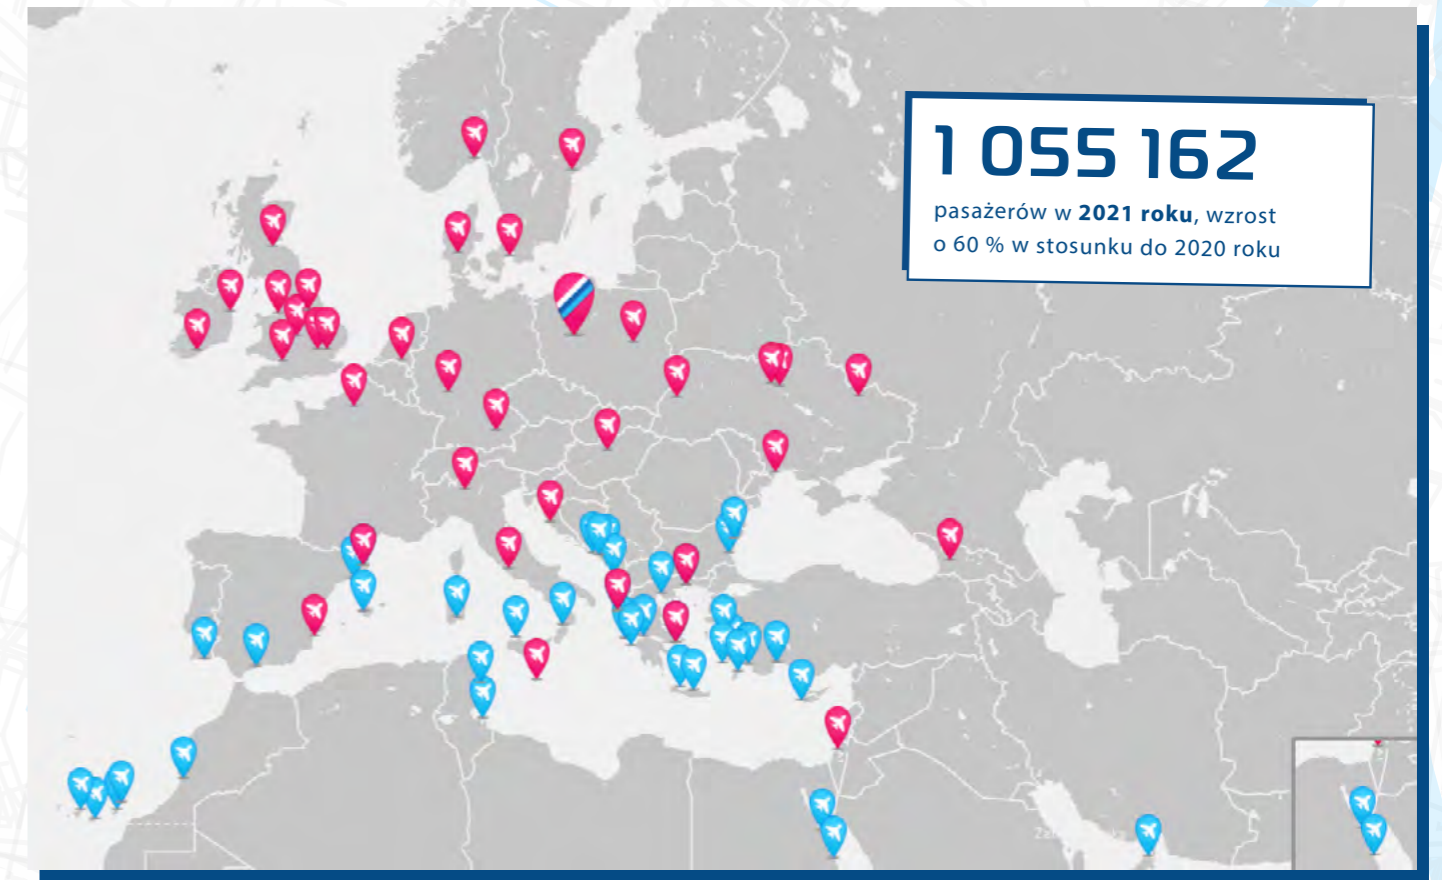 1 055 162
pasażerów w 2021 roku, wzrost
o 60 % w stosunku do 2020 roku